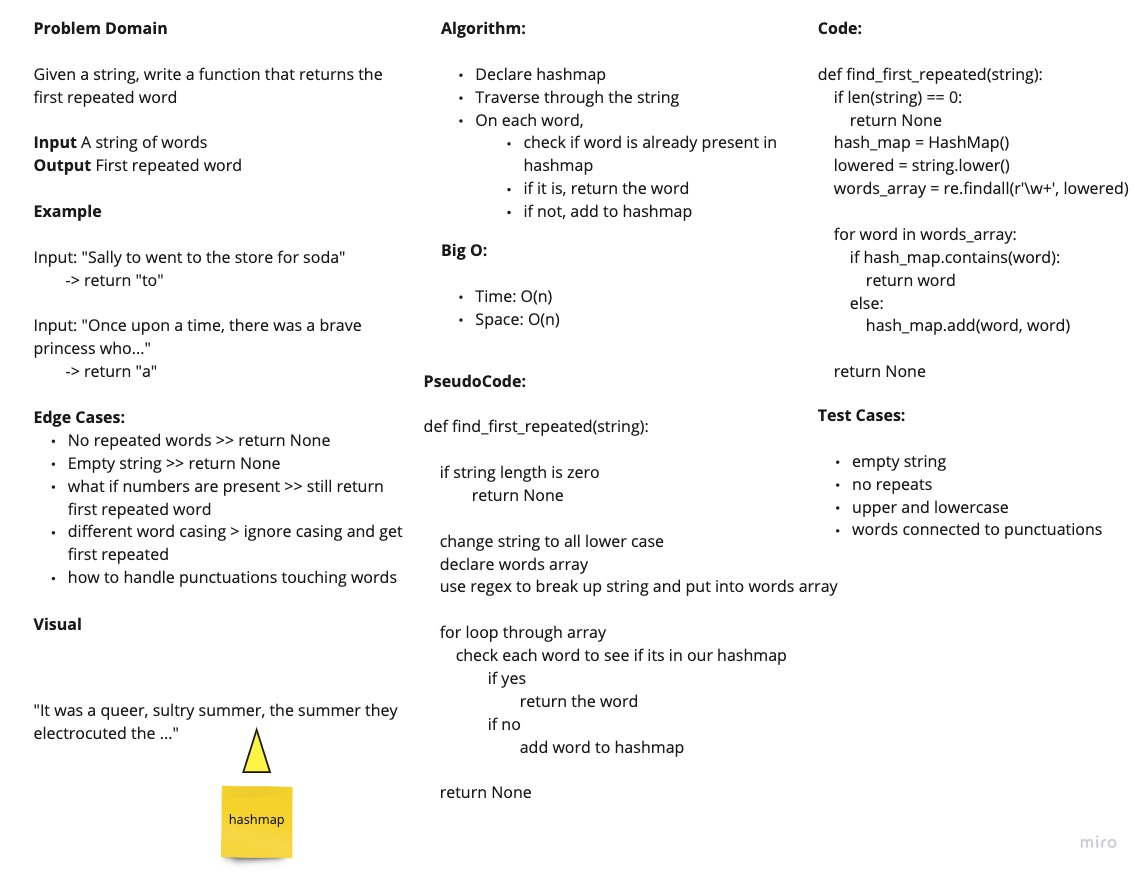 Problem Domain
Given a string, write a function that returns the
first repeated word
Input A string of words
Output First repeated word
Example
Input: "Sally to went to the store for soda"
-> return "to"
Input: "Once upon a time, there was a brave
princess who..."
-> return "a"
Edge Cases:
• No repeated words >> return None
• Empty string >> return None
• what if numbers are present >> still return
first repeated word
• different word casing > ignore casing and get
first repeated
• how to handle punctuations touching words
Visual
"It was a queer, sultry summer, the summer they
electrocuted the ..."
hashmap
Algorithm:
• Declare hashmap
• Traverse through the string
• On each word,
• check if word is already present in
hashmap
• if it is, return the word
• if not, add to hashmap
Big O:
• Time: O(n)
• Space: O(n)
PseudoCode:
def find_first_repeated(string):
if string length is zero
return None
change string to all lower case
declare words array
use regex to break up string and put into words array
for loop through array
check each word to see if its in our hashmap
if yes
return the word
if no
add word to hashmap
return None
Code:
def find_first_repeated(string):
if len(string) == 0:
return None
hash_map = HashMap()
lowered = string.lower()
words_array = re.findall(r'\w+', lowered)
for word in words_array:
if hash_map.contains(word):
return word
else:
hash_map.add(word, word)
return None
Test Cases:
• empty string
• no repeats
• upper and lowercase
• words connected to punctuations
miro